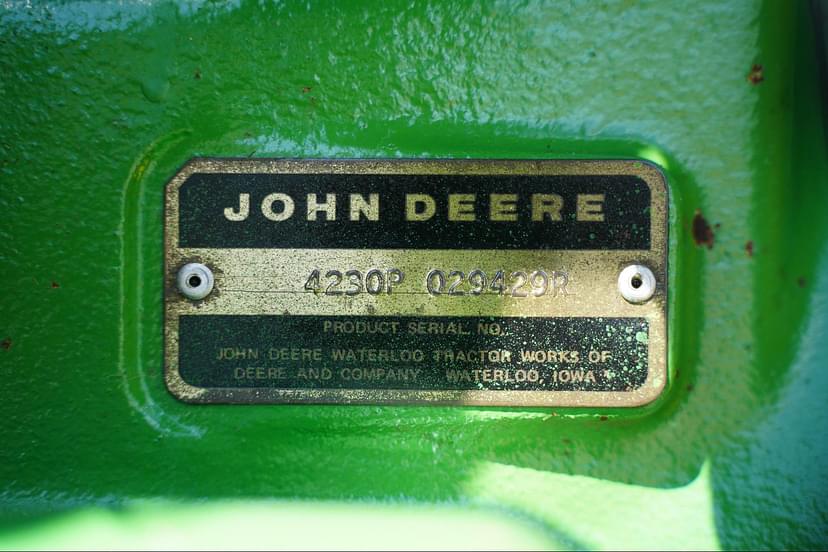 JOHN DEERE
4230P 029429R
PRODUCT SERIAL NO.
JOHN DEERE WATERLOO TRACTOR WORKS OF
DEERE AND COMPANY WATERLOO, IOWA